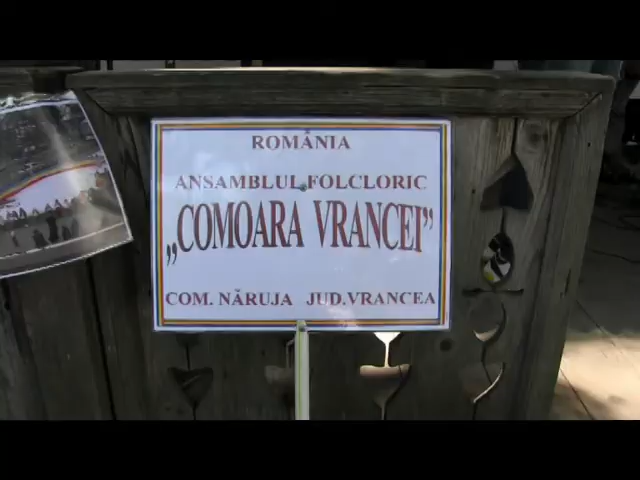 ROMÂNIA
ANSAMBLUL FOLCLORIC
„COMOARA VRANCEI”
COM. NĂRUJA JUD.VRANCEA